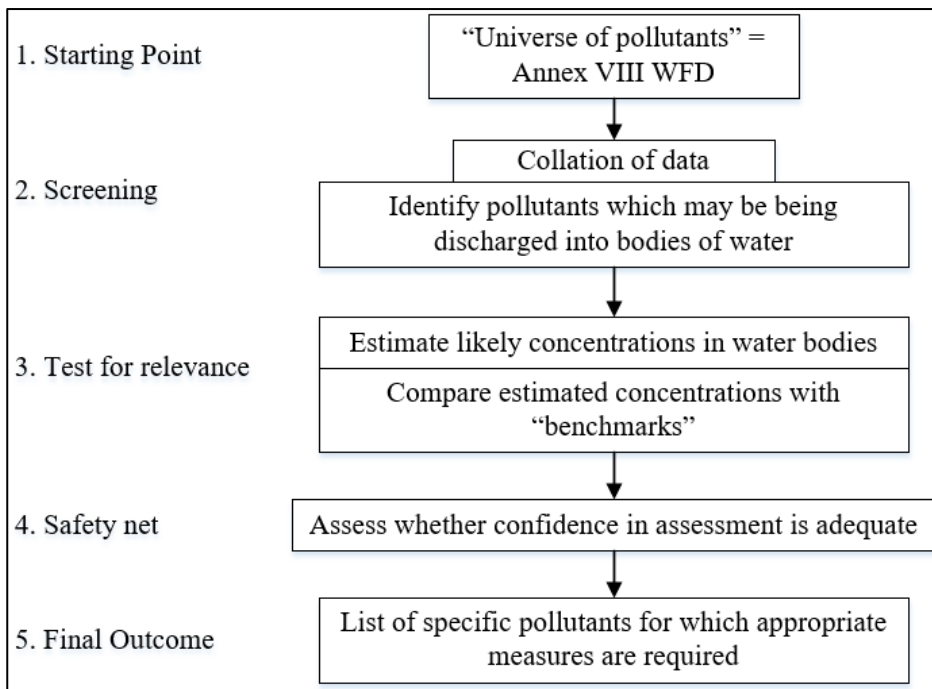 1. Starting Point
“Universe of pollutants” =
Annex VIII WFD
2. Screening
Collation of data
Identify pollutants which may be being
discharged into bodies of water
3. Test for relevance
Estimate likely concentrations in water bodies
Compare estimated concentrations with
“benchmarks”
4. Safety net
Assess whether confidence in assessment is adequate
5. Final Outcome
List of specific pollutants for which appropriate
measures are required